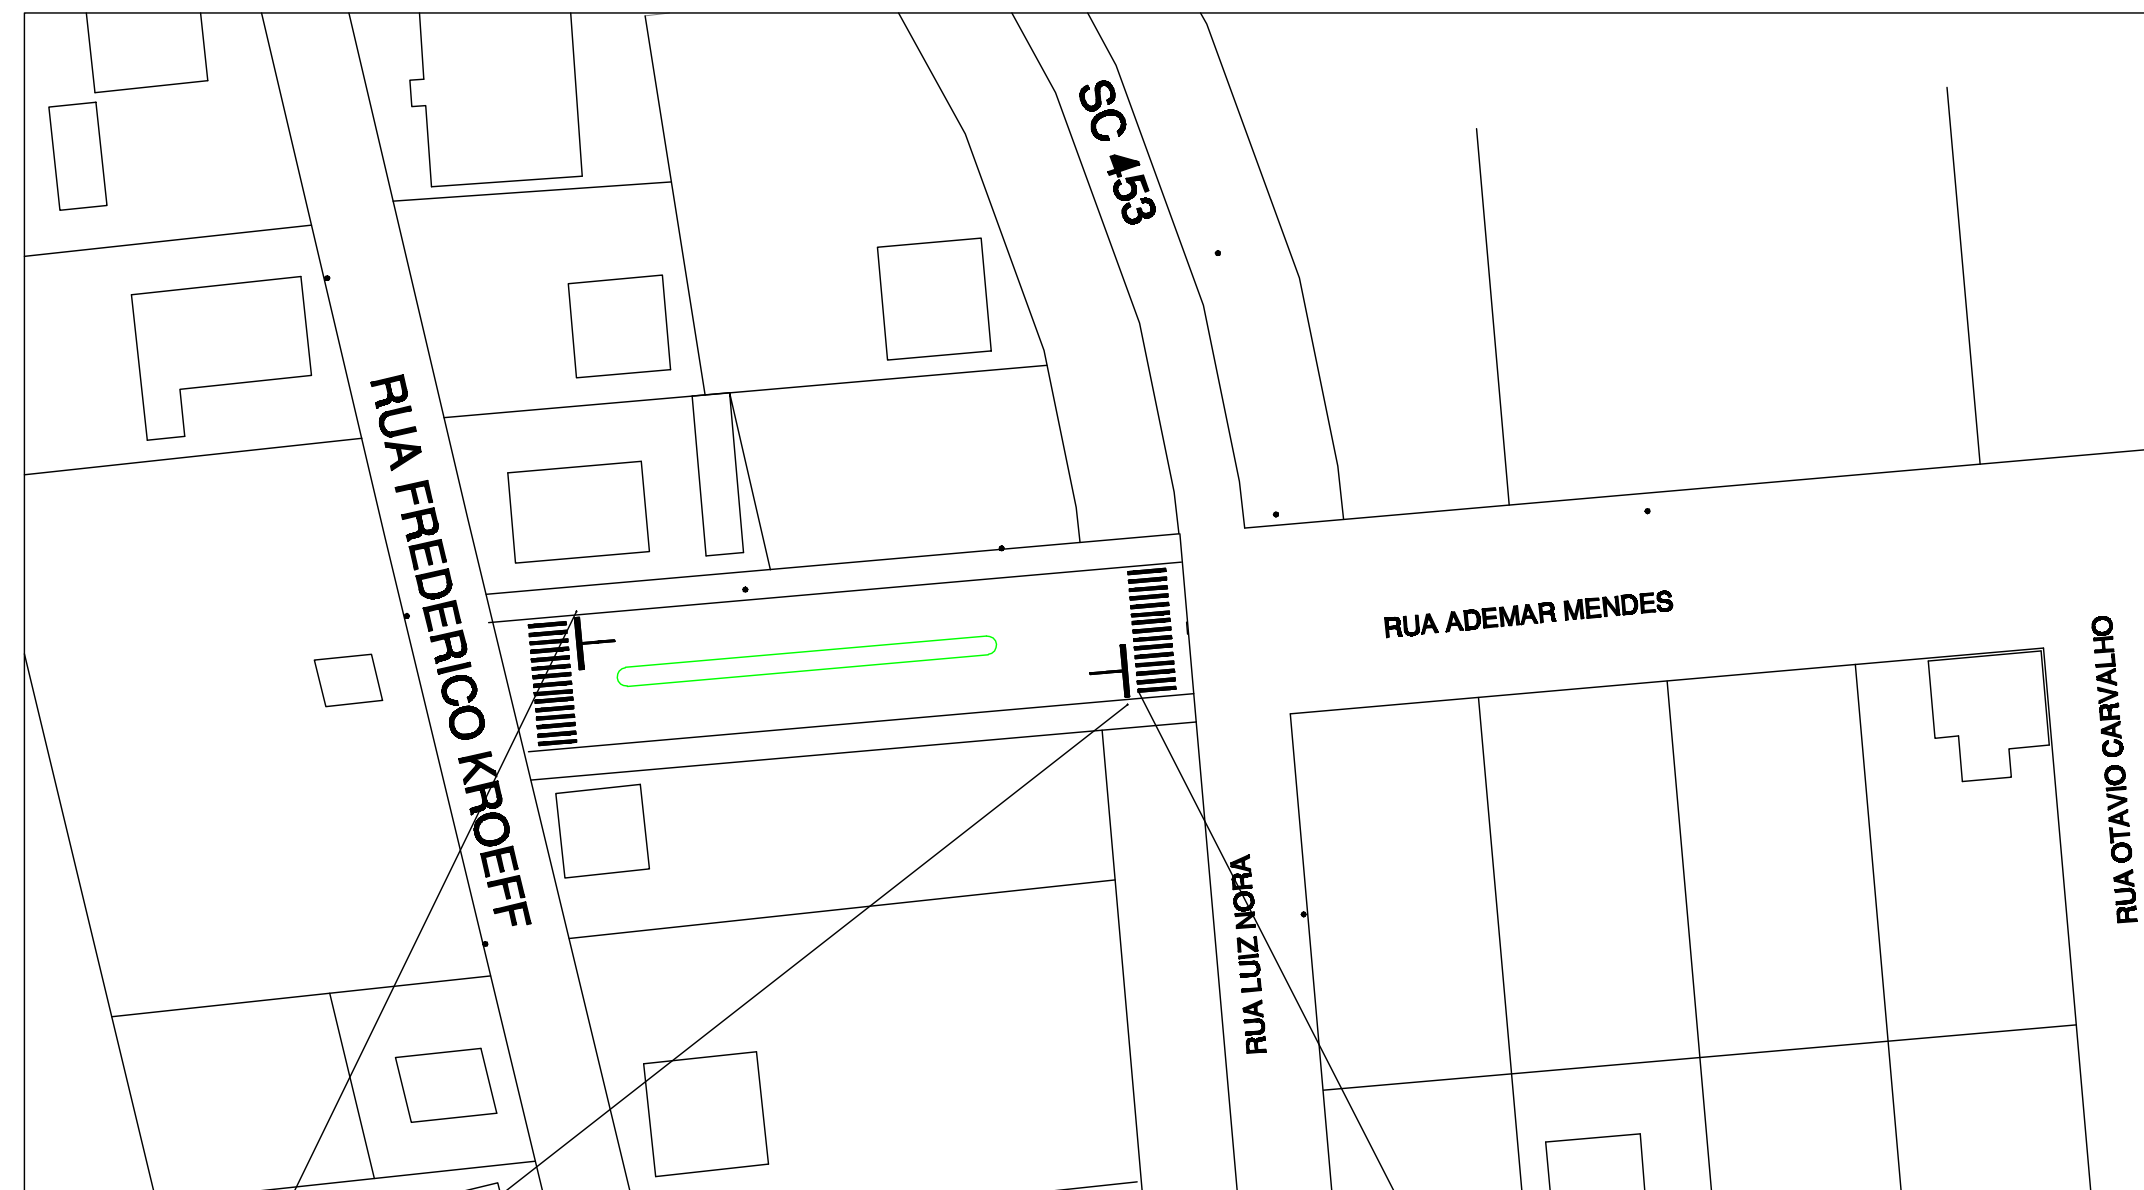 SC 453
RUA FREDERICO KROEFF
RUA ADEMAR MENDES
RUA OTAVIO CARVALHO
RUA LUIZ NORA